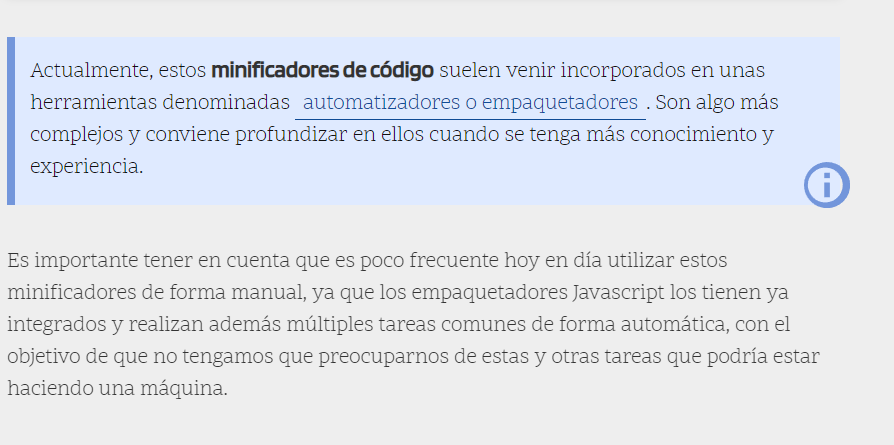 Actualmente, estos minificadores de código suelen venir incorporados en unas
herramientas denominadas automatizadores o empaquetadores . Son algo más
complejos y conviene profundizar en ellos cuando se tenga más conocimiento y
experiencia.
Es importante tener en cuenta que es poco frecuente hoy en día utilizar estos
minificadores de forma manual, ya que los empaquetadores Javascript los tienen ya
integrados y realizan además múltiples tareas comunes de forma automática, con el
objetivo de que no tengamos que preocuparnos de estas y otras tareas que podría estar
haciendo una máquina.